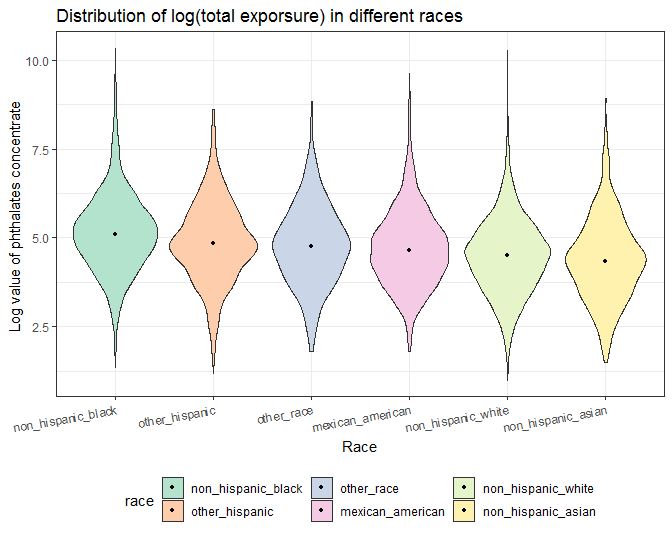 Distribution of log(total exporsure) in different races
Log value of phthalates concentrate
10.0
7.5
5.0
2.5
non_hispanic_black
other_hispanic
other_race
mexican_american
non_hispanic_white
non_hispanic_asian
Race
race
non_hispanic_black
other_race
non_hispanic_white
other_hispanic
mexican_american
non_hispanic_asian